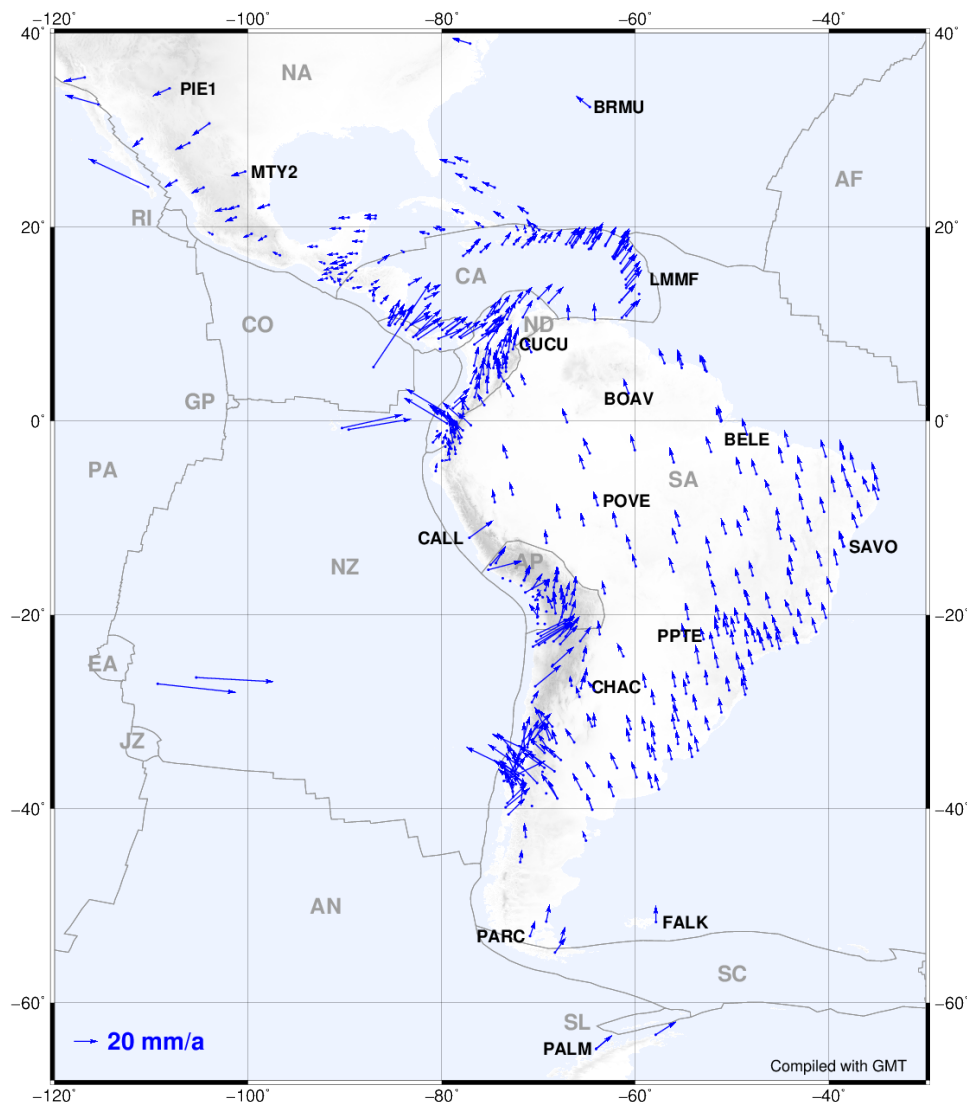 −120° −100° −80° −60° −40°
40° 40°
NA
PIE1
BRMU
MTY2
AF
RI
20° 20°
CA
LMMF
CO
ND
CUCU
GP
BOAV
0° 0°
BELE
PA
SA
POVE
CALL
SAVO
AP
NZ
−20° −20°
PPTE
EA
CHAC
JZ
−40° −40°
AN
PARC
FALK
SC
−60° −60°
SL
20 mm/a
PALM
Compiled with GMT
−120° −100° −80° −60° −40°